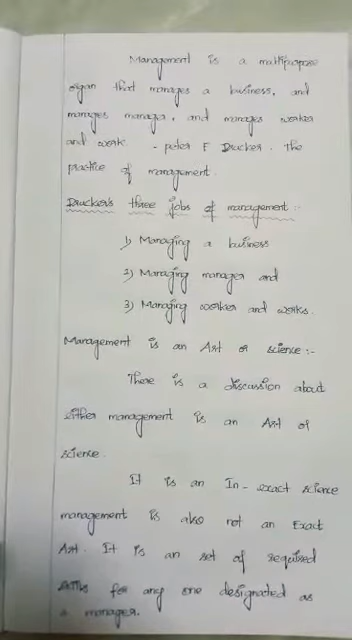 Management is a multipurpose
organ that manages a business, and
manages manager, and manages worker
and work. - peter F Drucker. The
practice of management.
Drucker's three jobs of management :-
1) Managing a business
2) Managing manager and
3) Managing worker and works.
Management is an Art or science :-
There is a discussion about
either management is an Art or
science.
It is an In-exact science
management is also not an Exact
Art. It is an set of required
skills for any one designated as
a manager.